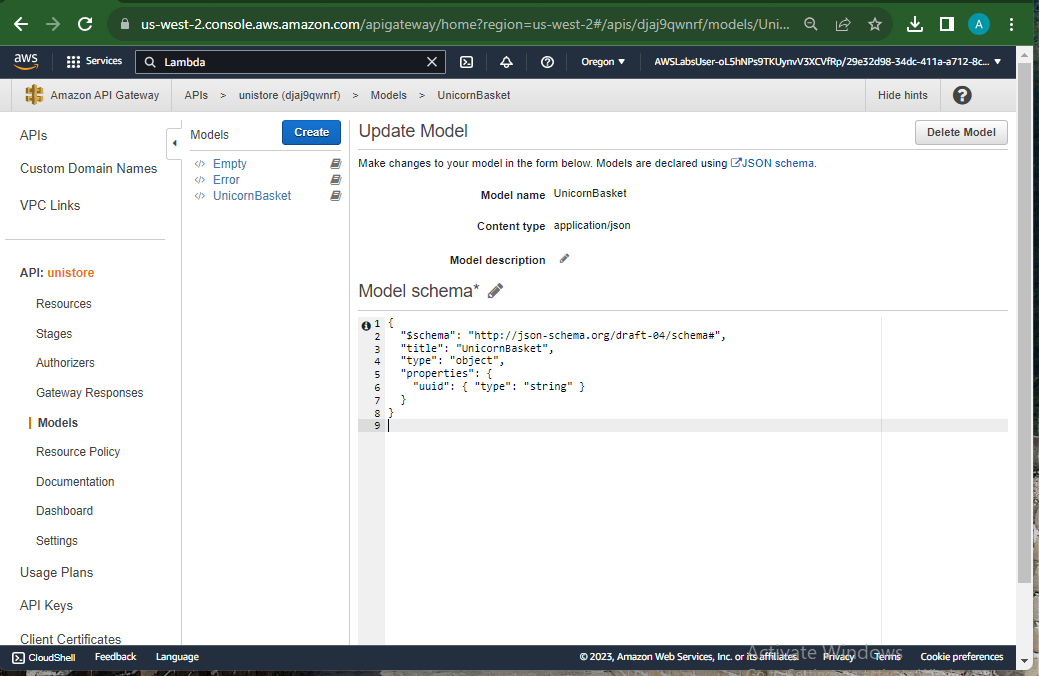 us-west-2.console.aws.amazon.com/apigateway/home?region=us-west-2#/apis/djaj9qwnrf/models/Uni...
A
aws
Services
Lambda
Oregon
AWSLabsUser-oL5hNPs9TKUynvV3XCVfRp/29e32d98-34dc-411a-a712-8c...
Amazon API Gateway
APIs > unistore (djaj9qwnrf) > Models > UnicornBasket
Hide hints
?
APIs
Custom Domain Names
VPC Links
API: unistore
Resources
Stages
Authorizers
Gateway Responses
Models
Resource Policy
Documentation
Dashboard
Settings
Usage Plans
API Keys
Client Certificates
Models
Create
</> Empty
</> Error
</> UnicornBasket
Update Model
Delete Model
Make changes to your model in the form below. Models are declared using JSON schema.
Model name UnicornBasket
Content type application/json
Model description
Model schema*
1 {
2 "$schema": "http://json-schema.org/draft-04/schema#",
3 "title": "UnicornBasket",
4 "type": "object",
5 "properties": {
6 "uuid": { "type": "string" }
7 }
8 }
9
CloudShell
Feedback
Language
© 2023, Amazon Web Services, Inc. or its affiliates.
Privacy
Terms
Cookie preferences
Activate Windows